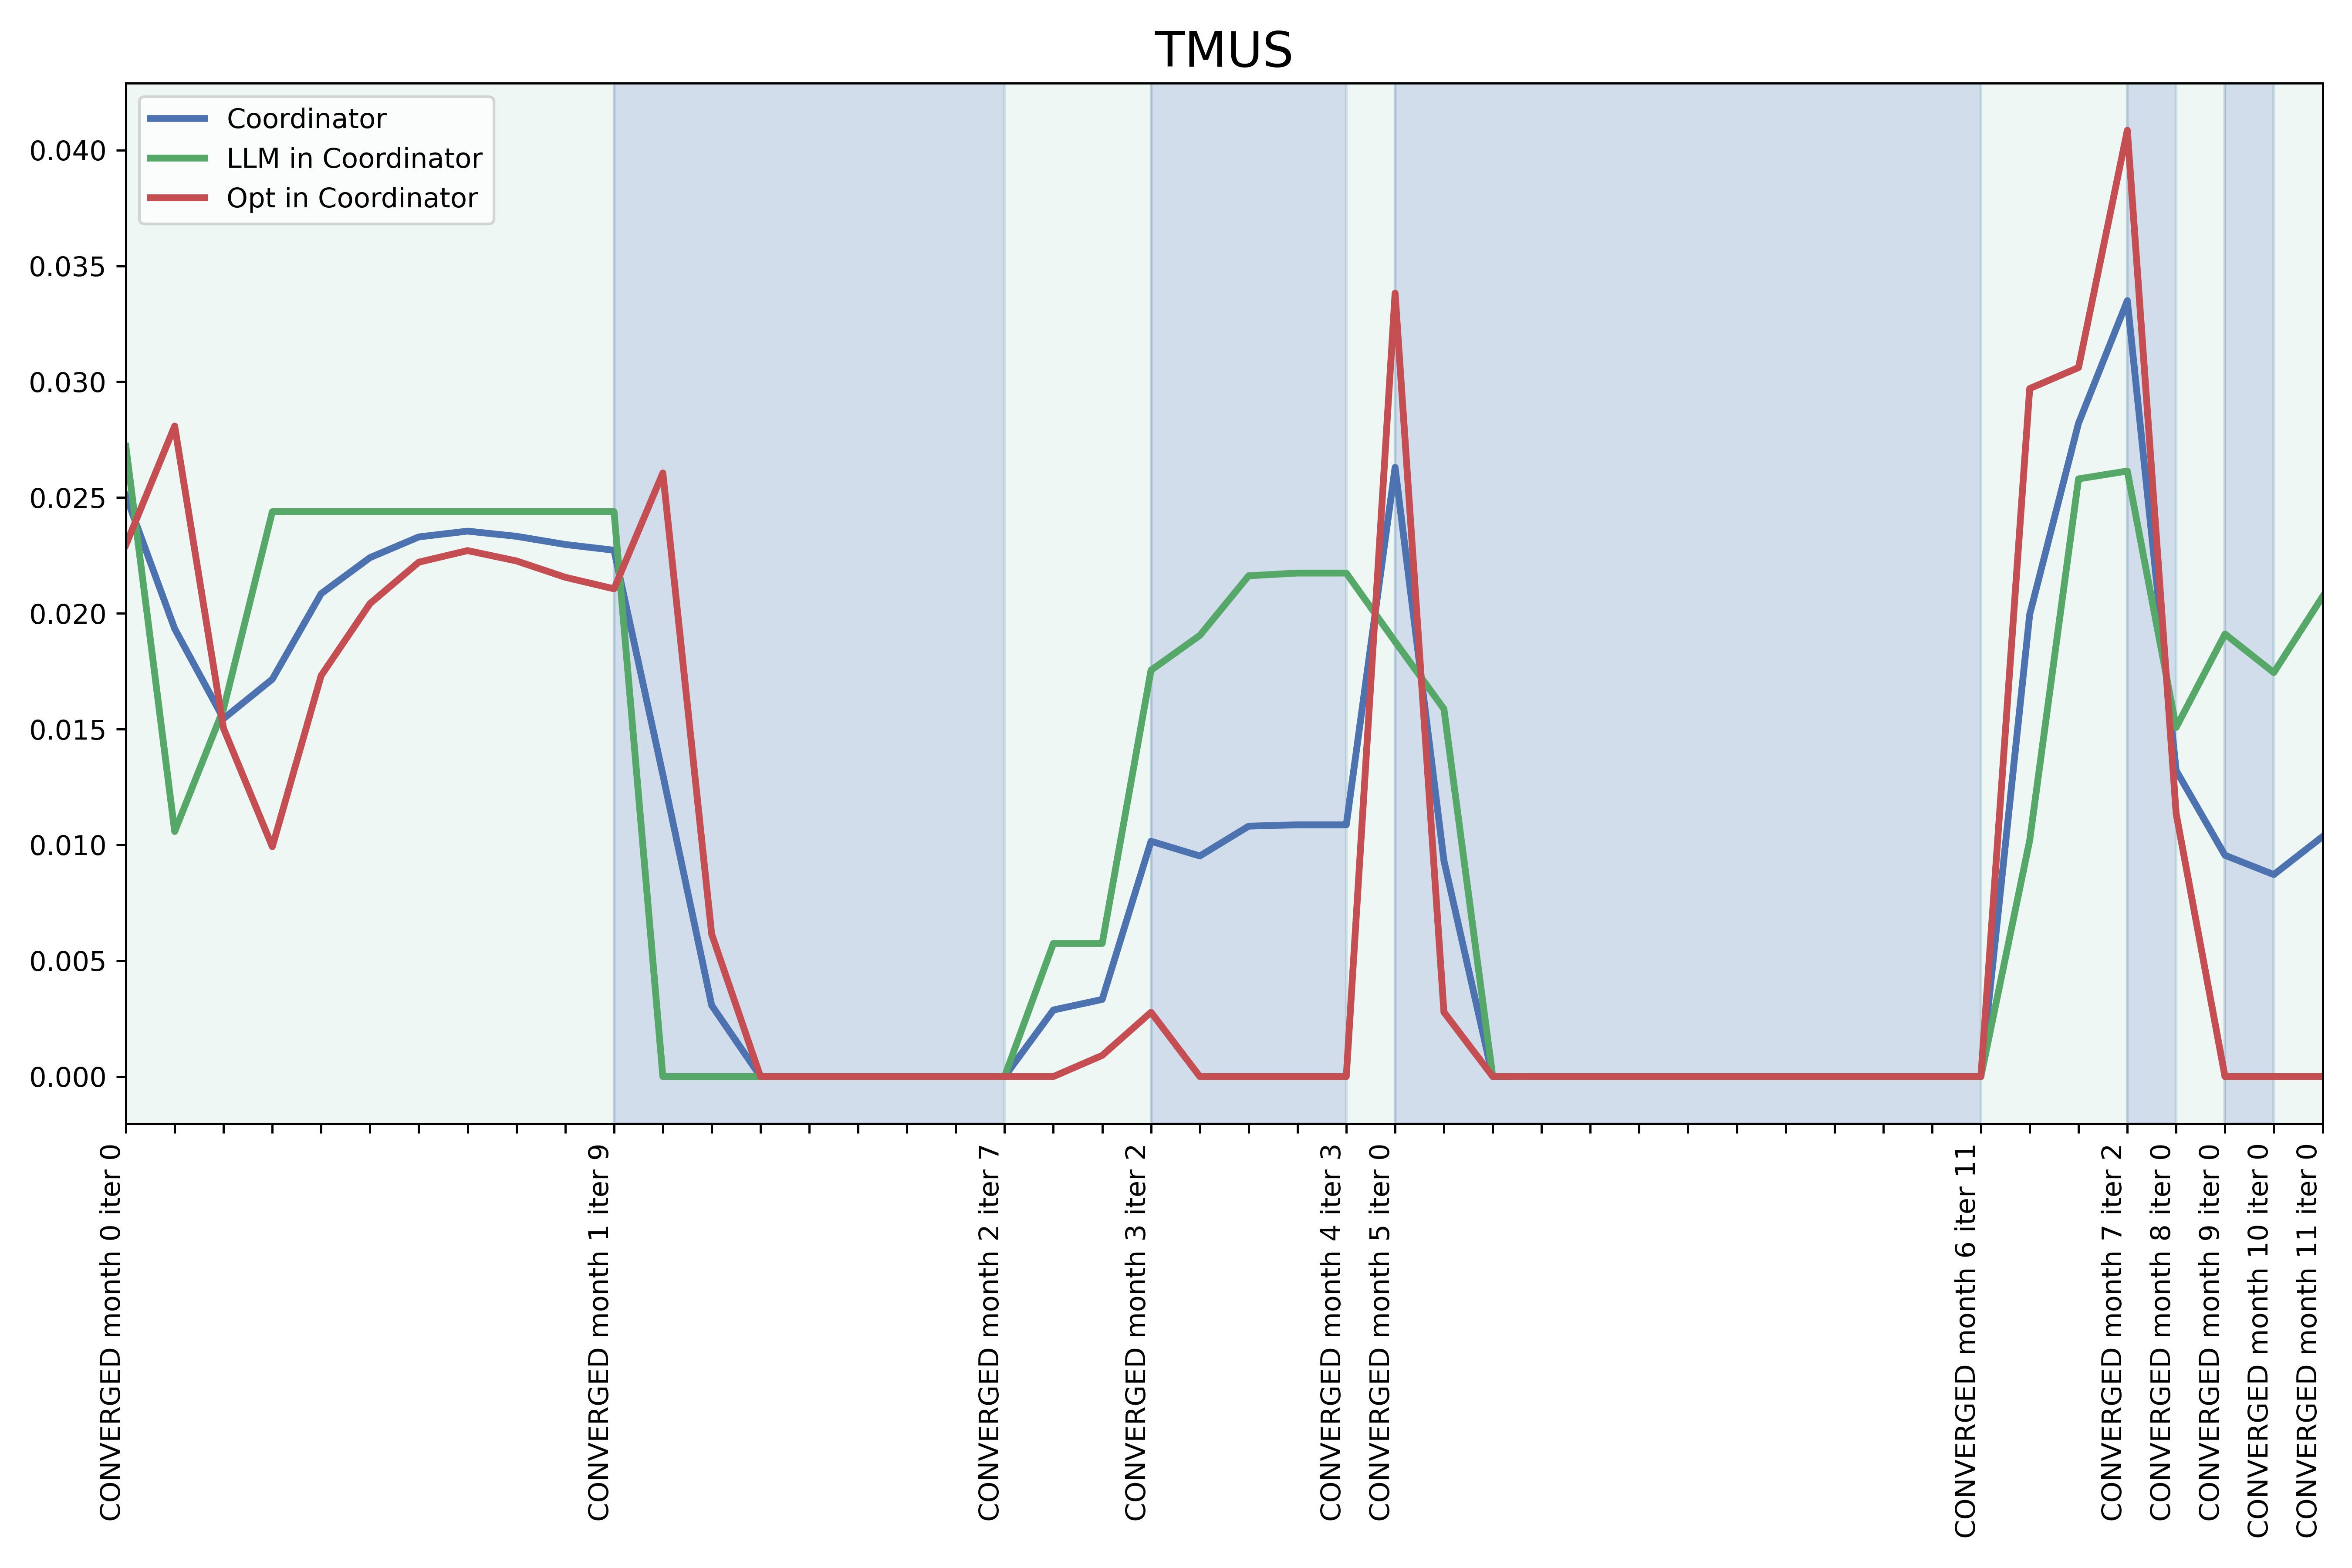 TMUS
Coordinator
LLM in Coordinator
Opt in Coordinator
0.040
0.035
0.030
0.025
0.020
0.015
0.010
0.005
0.000
CONVERGED month 0 iter 0
CONVERGED month 1 iter 9
CONVERGED month 2 iter 7
CONVERGED month 3 iter 2
CONVERGED month 4 iter 3
CONVERGED month 5 iter 0
CONVERGED month 6 iter 11
CONVERGED month 7 iter 2
CONVERGED month 8 iter 0
CONVERGED month 9 iter 0
CONVERGED month 10 iter 0
CONVERGED month 11 iter 0